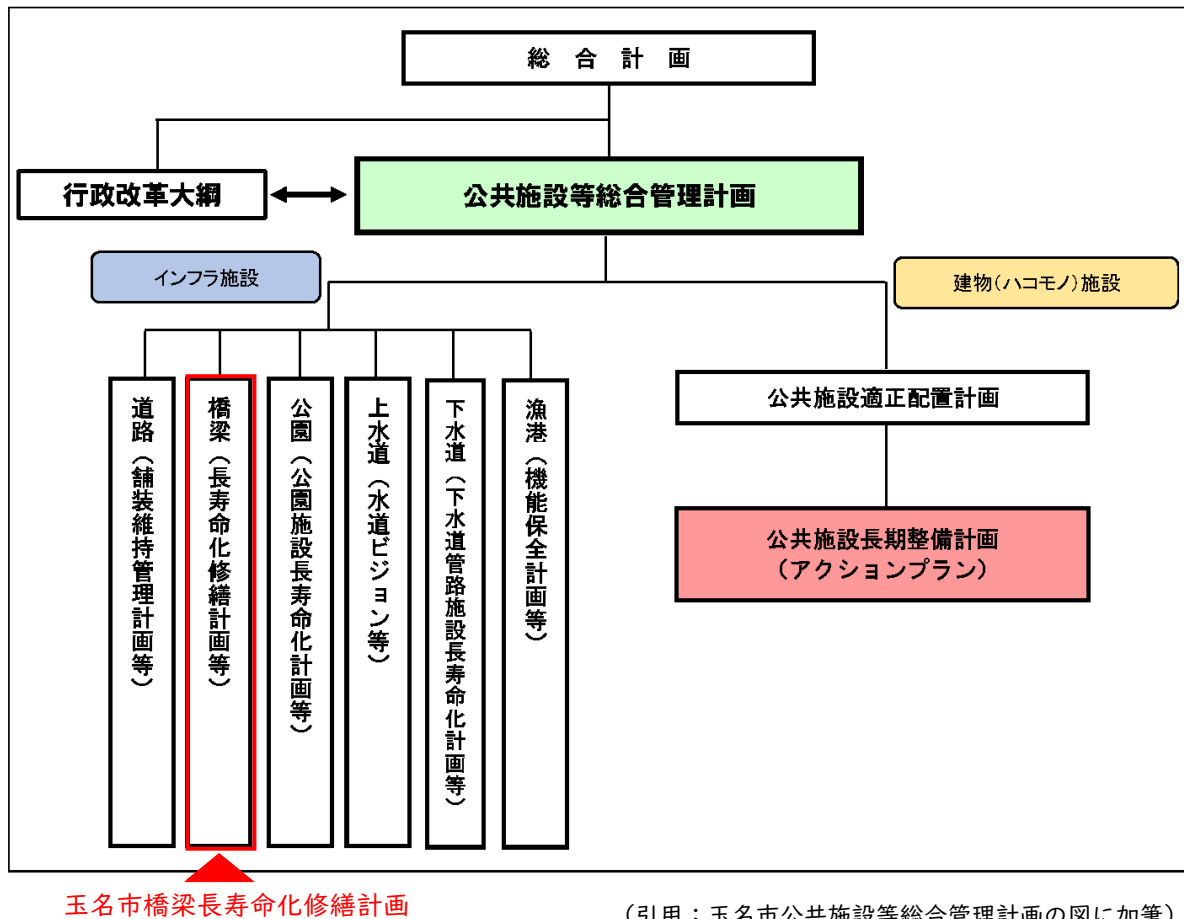 総合計画
行政改革大綱
公共施設等総合管理計画
インフラ施設
建物(ハコモノ)施設
道路(舗装維持管理計画等)
橋梁(長寿命化修繕計画等)
公園(公園施設長寿命化計画等)
上水道(水道ビジョン等)
下水道(下水道管路施設長寿命化計画等)
漁港(機能保全計画等)
公共施設適正配置計画
公共施設長期整備計画
(アクションプラン)
玉名市橋梁長寿命化修繕計画
(引用:玉名市公共施設等総合管理計画の図に加筆)